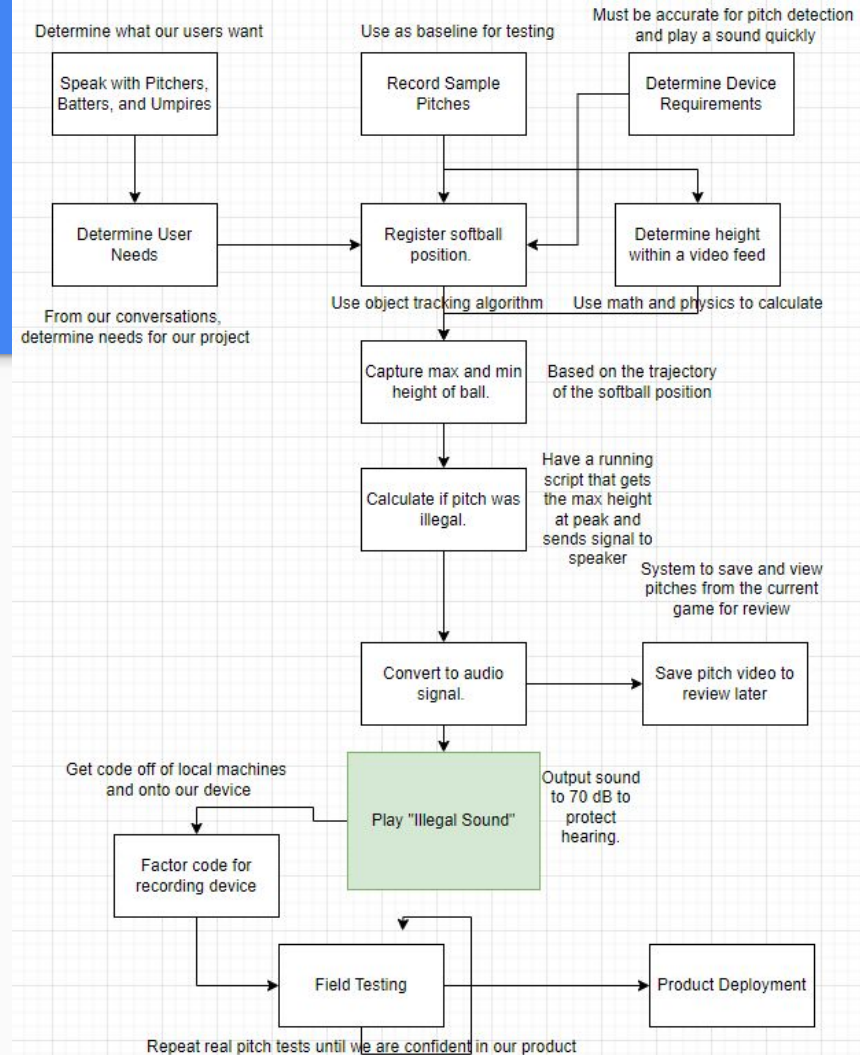 Determine what our users want
Use as baseline for testing
Must be accurate for pitch detection
and play a sound quickly
Speak with Pitchers,
Batters, and Umpires
Record Sample
Pitches
Determine Device
Requirements
Determine User
Needs
Register softball
position.
Determine height
within a video feed
From our conversations,
determine needs for our project
Use object tracking algorithm
Use math and physics to calculate
Capture max and min
height of ball.
Based on the trajectory
of the softball position
Calculate if pitch was
illegal.
Have a running
script that gets
the max height
at peak and
sends signal to
speaker
System to save and view
pitches from the current
game for review
Convert to audio
signal.
Save pitch video to
review later
Get code off of local machines
and onto our device
Play "Illegal Sound"
Output sound
to 70 dB to
protect
hearing.
Factor code for
recording device
Field Testing
Product Deployment
Repeat real pitch tests until we are confident in our product